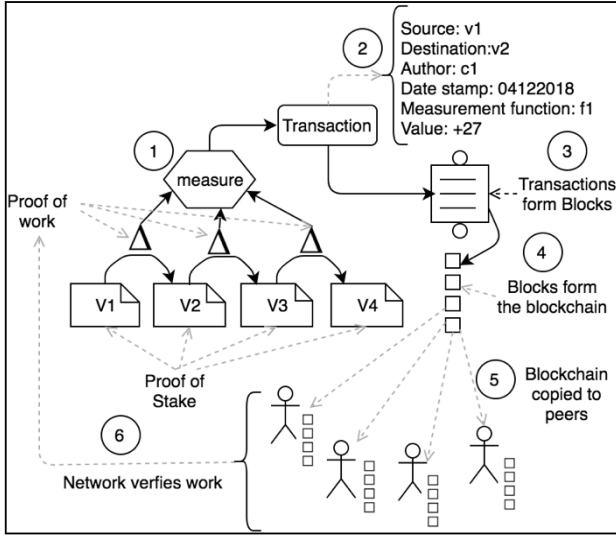 2
Source: v1
Destination:v2
Author: c1
Date stamp: 04122018
Measurement function: f1
Value: +27
Transaction
1
measure
3
Transactions
form Blocks
Proof of
work
Δ
Δ
Δ
4
Blocks form
the blockchain
V1
V2
V3
V4
Proof of
Stake
5
Blockchain
copied to
peers
6
Network verfies work